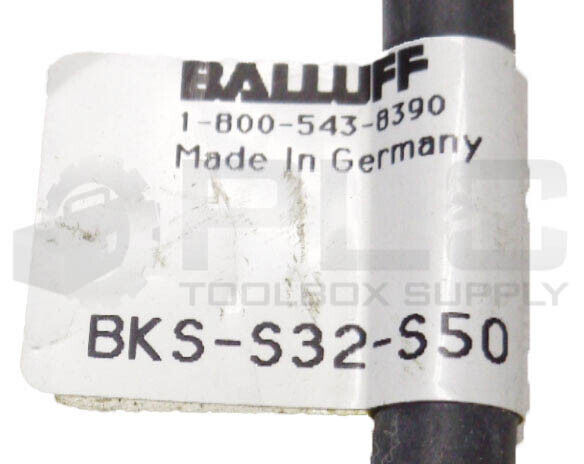 BALLUFF
1-800-543-8390
Made In Germany
PLC
TOOLBOX SUPPLY
BKS-S32-S50